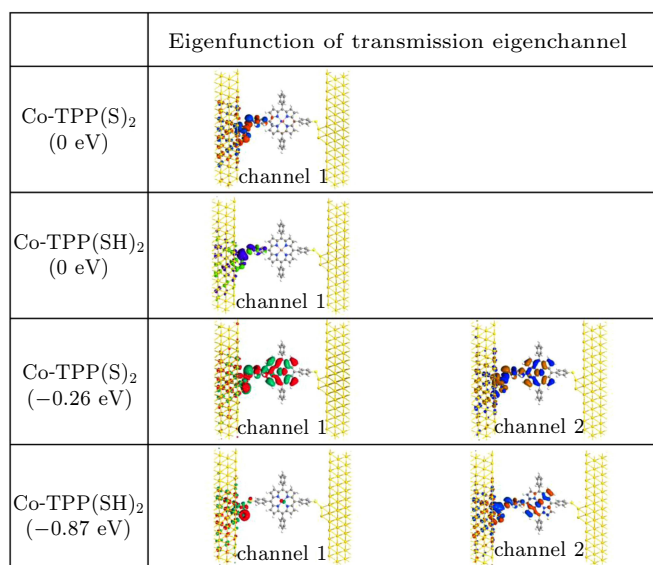 Eigenfunction of transmission eigenchannel
Co-TPP(S)₂
(0 eV)
channel 1
Co-TPP(SH)₂
(0 eV)
channel 1
Co-TPP(S)₂
(−0.26 eV)
channel 1
channel 2
Co-TPP(SH)₂
(−0.87 eV)
channel 1
channel 2